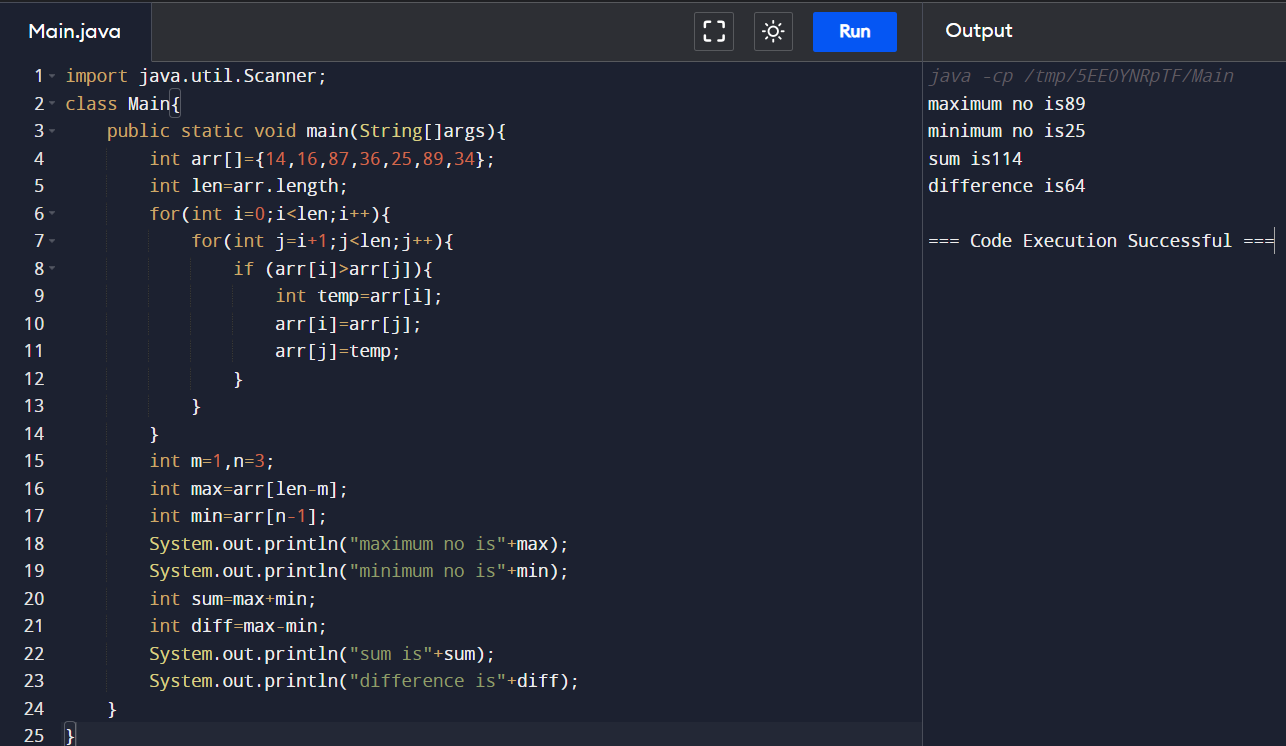 Main.java
Run
Output
1 import java.util.Scanner;
2 class Main{
3     public static void main(String[]args){
4         int arr[]={14,16,87,36,25,89,34};
5         int len=arr.length;
6         for(int i=0;i<len;i++){
7             for(int j=i+1;j<len;j++){
8                 if (arr[i]>arr[j]){
9                     int temp=arr[i];
10                     arr[i]=arr[j];
11                     arr[j]=temp;
12                 }
13             }
14         }
15         int m=1,n=3;
16         int max=arr[len-m];
17         int min=arr[n-1];
18         System.out.println("maximum no is"+max);
19         System.out.println("minimum no is"+min);
20         int sum=max+min;
21         int diff=max-min;
22         System.out.println("sum is"+sum);
23         System.out.println("difference is"+diff);
24     }
25 }
java -cp /tmp/5EEOYNRpTF/Main
maximum no is89
minimum no is25
sum is114
difference is64
=== Code Execution Successful ===